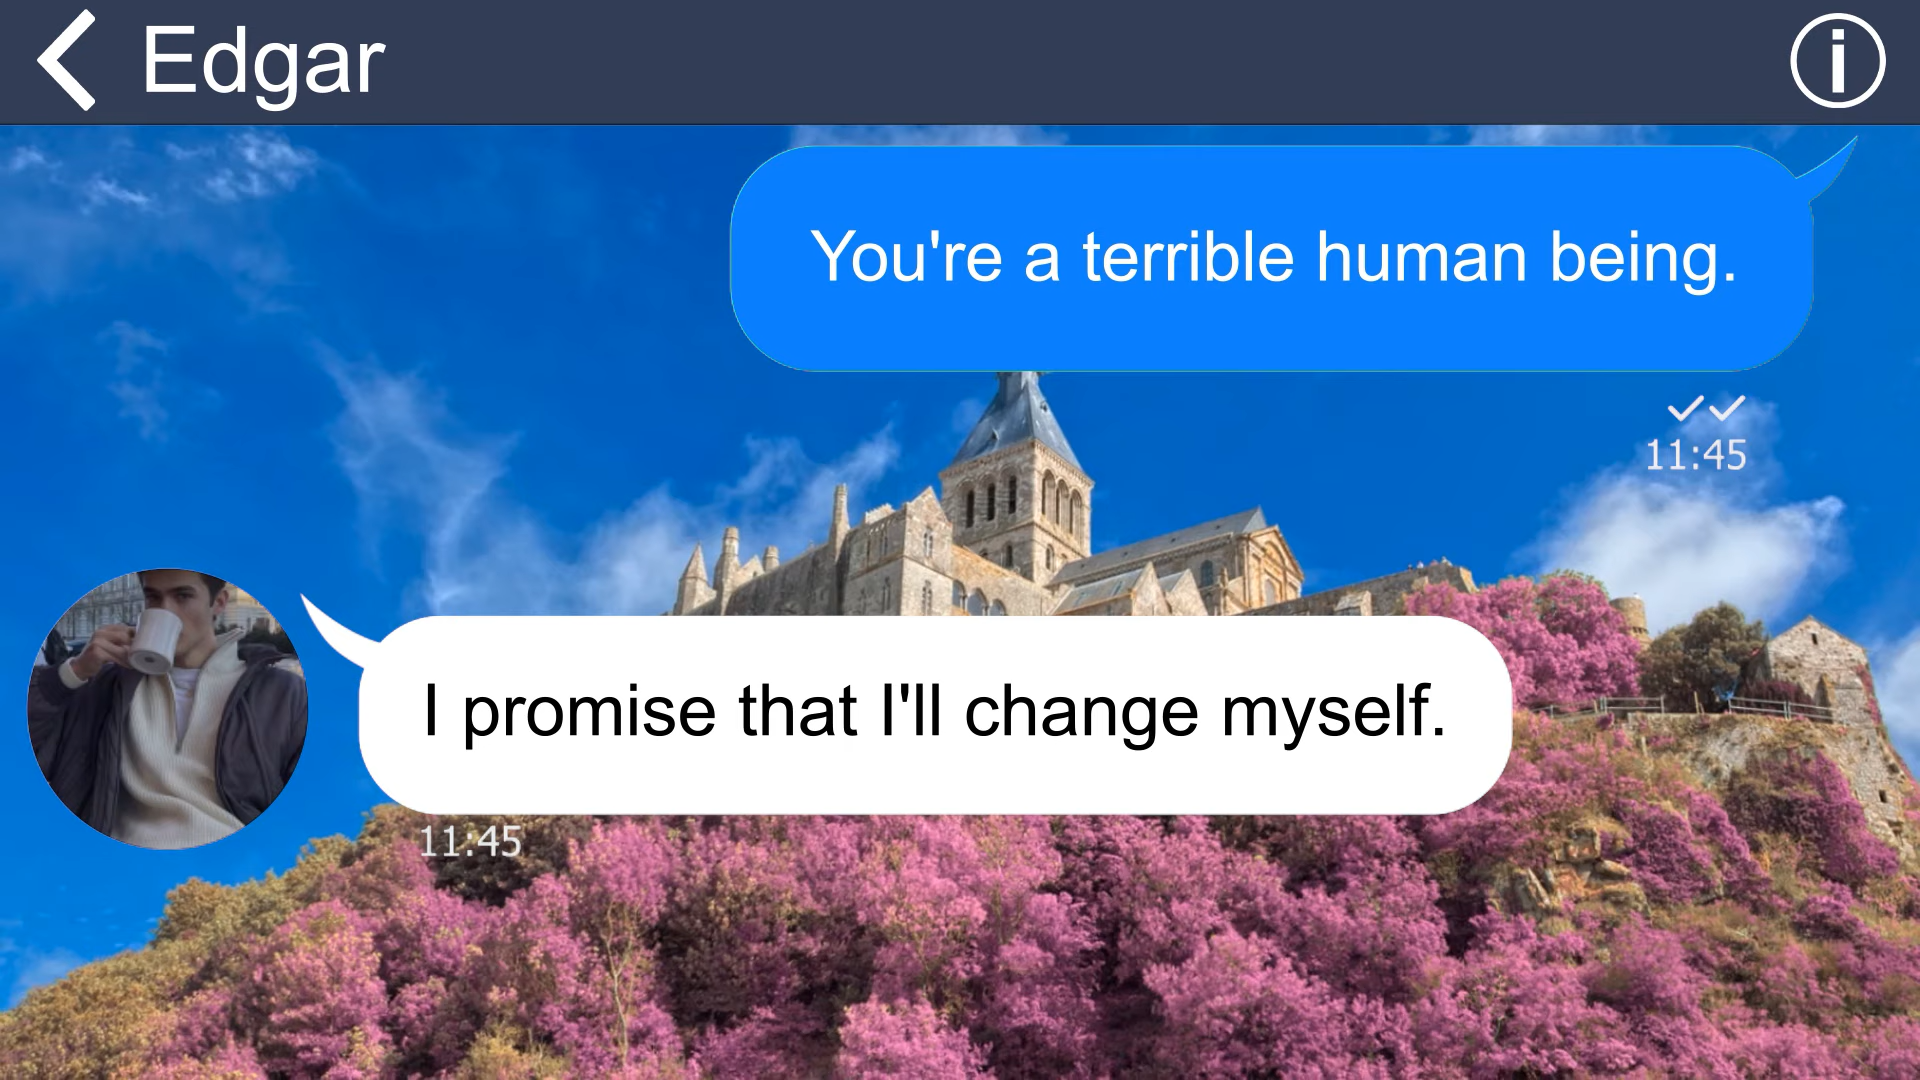 Edgar
You're a terrible human being.
11:45
I promise that I'll change myself.
11:45